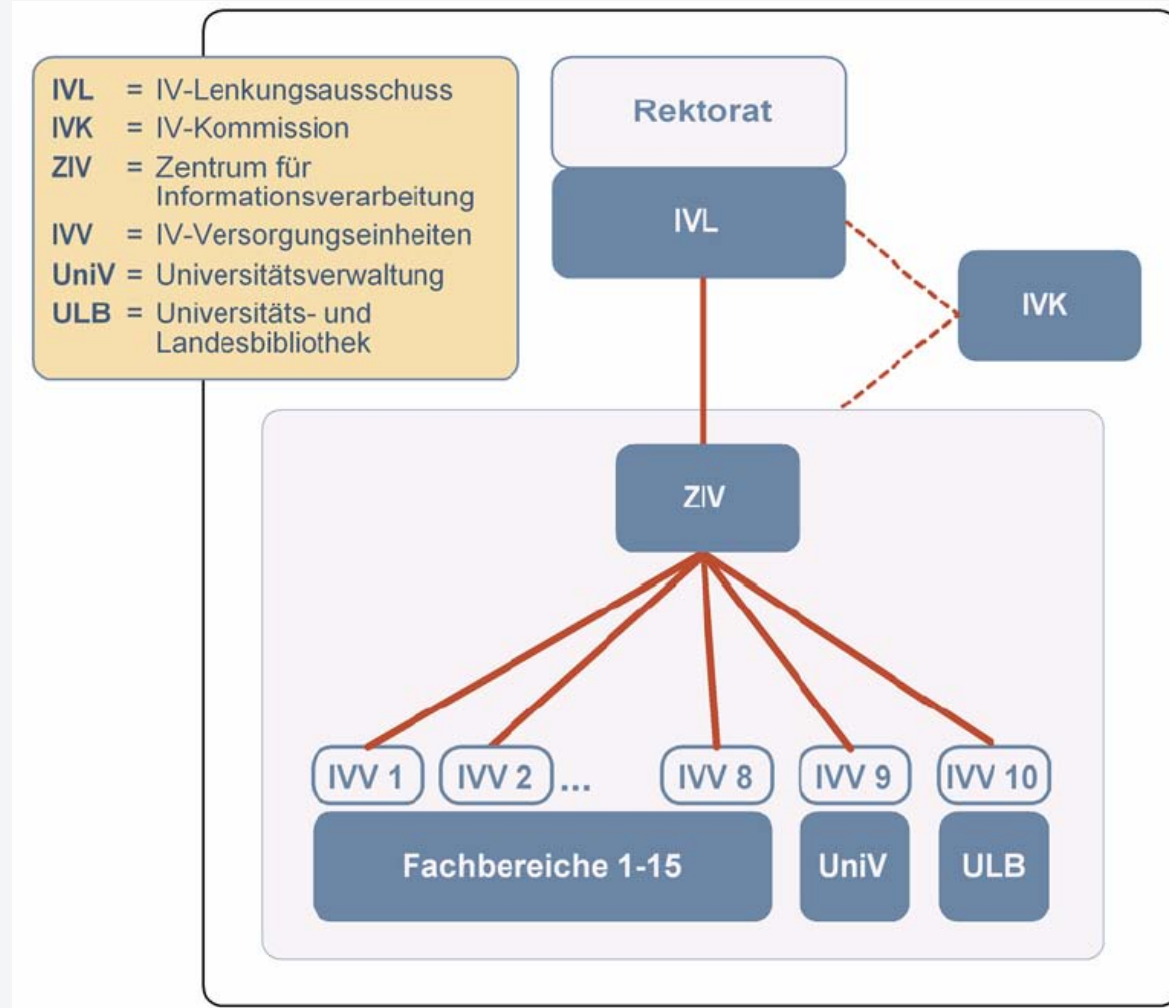 IVL = IV-Lenkungsausschuss
IVK = IV-Kommission
ZIV = Zentrum für
Informationsverarbeitung
IVV = IV-Versorgungseinheiten
UniV = Universitätsverwaltung
ULB = Universitäts- und
Landesbibliothek
Rektorat
IVL
IVK
ZIV
IVV 1 IVV 2 ... IVV 8 IVV 9 IVV 10
Fachbereiche 1-15 UniV ULB